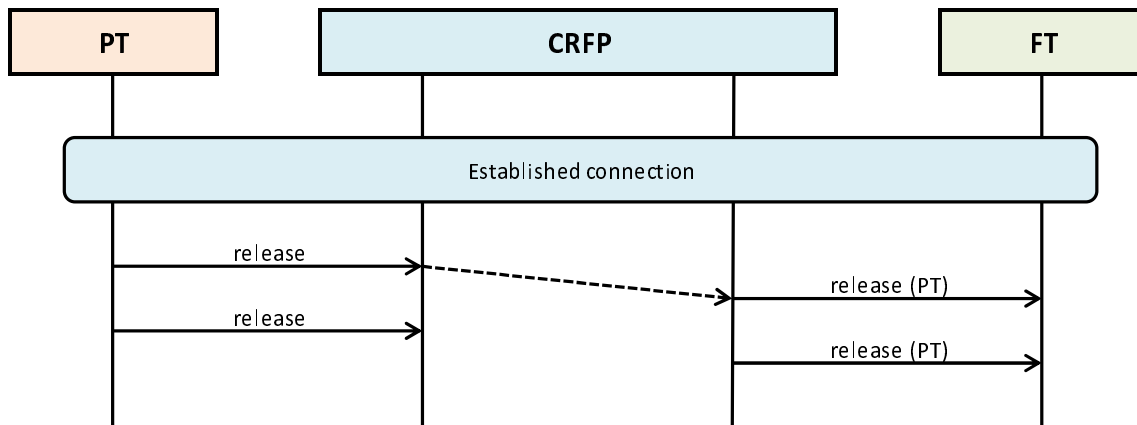 PT
CRFP
FT
Established connection
release
release (PT)
release
release (PT)